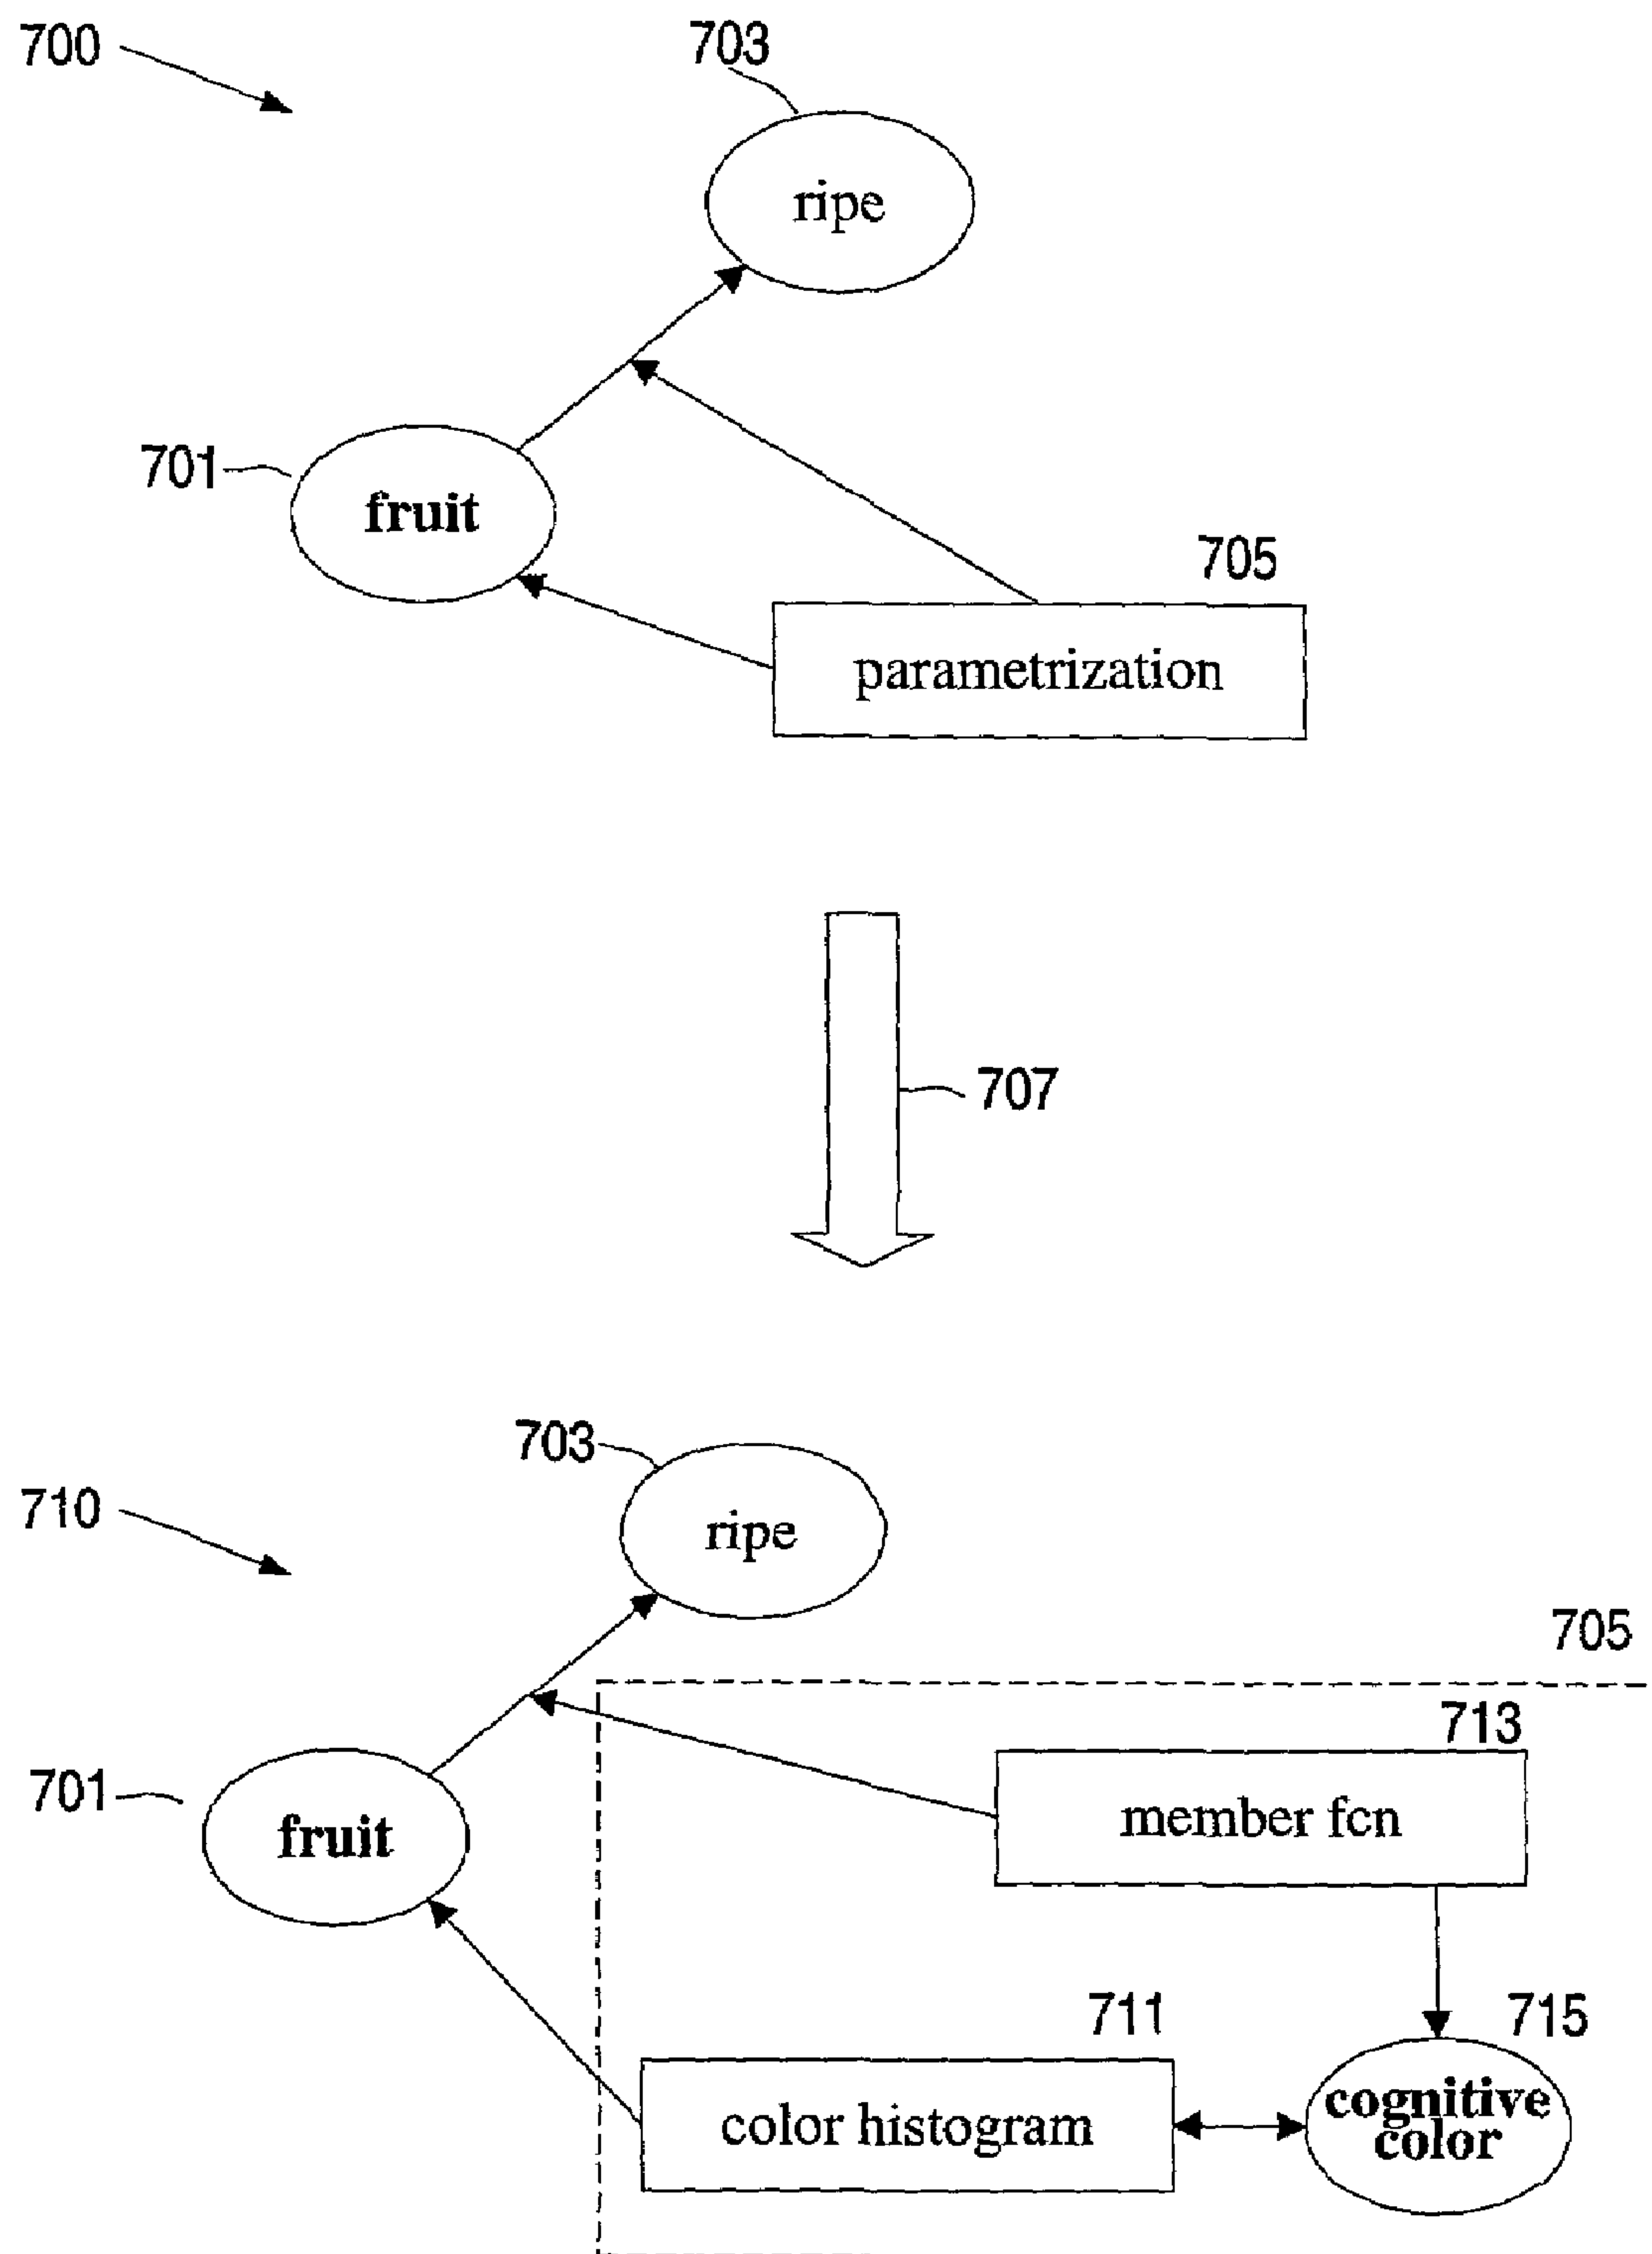 700
703
ripe
701
fruit
705
parametrization
707
703
710
ripe
705
713
701
member fcn
fruit
711
715
color histogram
cognitive
color